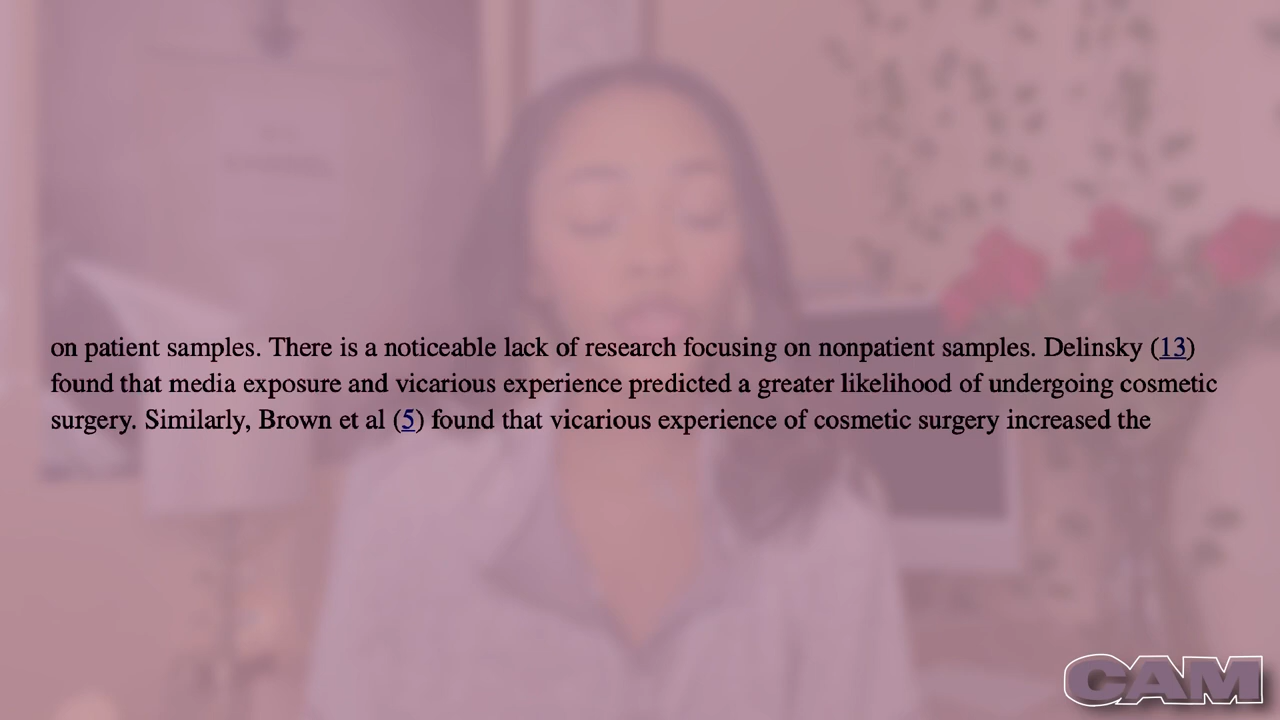 on patient samples. There is a noticeable lack of research focusing on nonpatient samples. Delinsky (13)
found that media exposure and vicarious experience predicted a greater likelihood of undergoing cosmetic
surgery. Similarly, Brown et al (5) found that vicarious experience of cosmetic surgery increased the
CAM